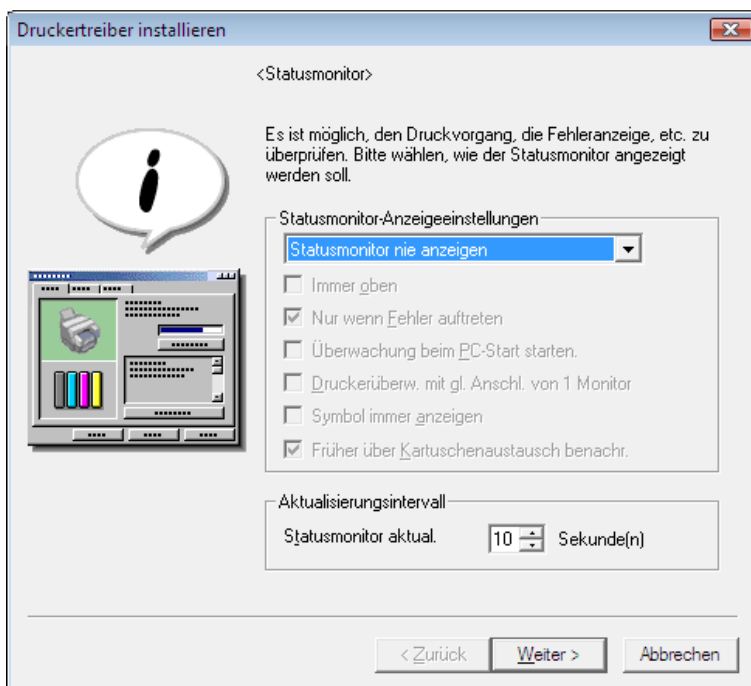 Druckertreiber installieren
<Statusmonitor>
Es ist möglich, den Druckvorgang, die Fehleranzeige, etc. zu
überprüfen. Bitte wählen, wie der Statusmonitor angezeigt
werden soll.
Statusmonitor-Anzeigeeinstellungen
Statusmonitor nie anzeigen
Immer oben
Nur wenn Fehler auftreten
Überwachung beim PC-Start starten.
Druckerüberw. mit gl. Anschl. von 1 Monitor
Symbol immer anzeigen
Früher über Kartuschenaustausch benachr.
Aktualisierungsintervall
Statusmonitor aktual. 10 Sekunde(n)
< Zurück Weiter > Abbrechen